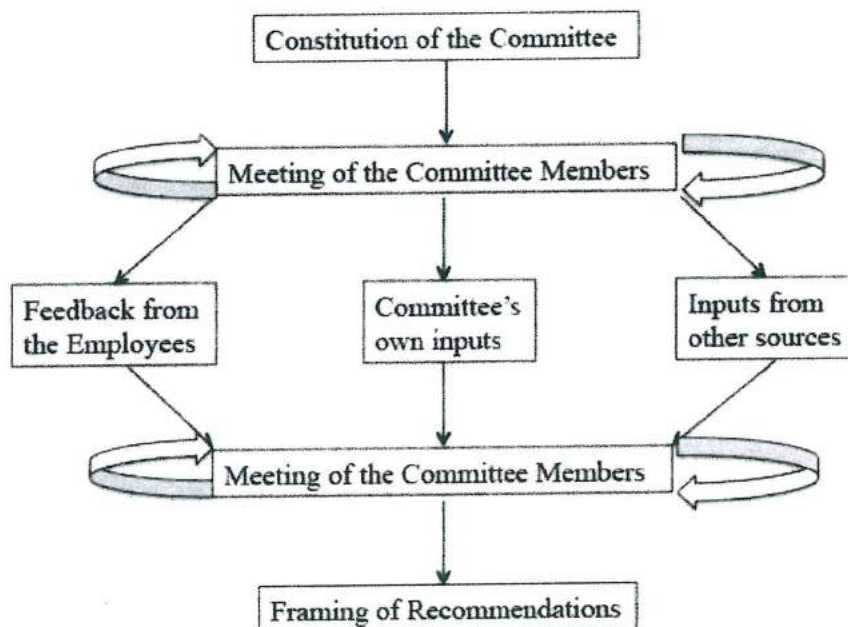 Constitution of the Committee
Meeting of the Committee Members
Feedback from
the Employees
Committee's
own inputs
Inputs from
other sources
Meeting of the Committee Members
Framing of Recommendations